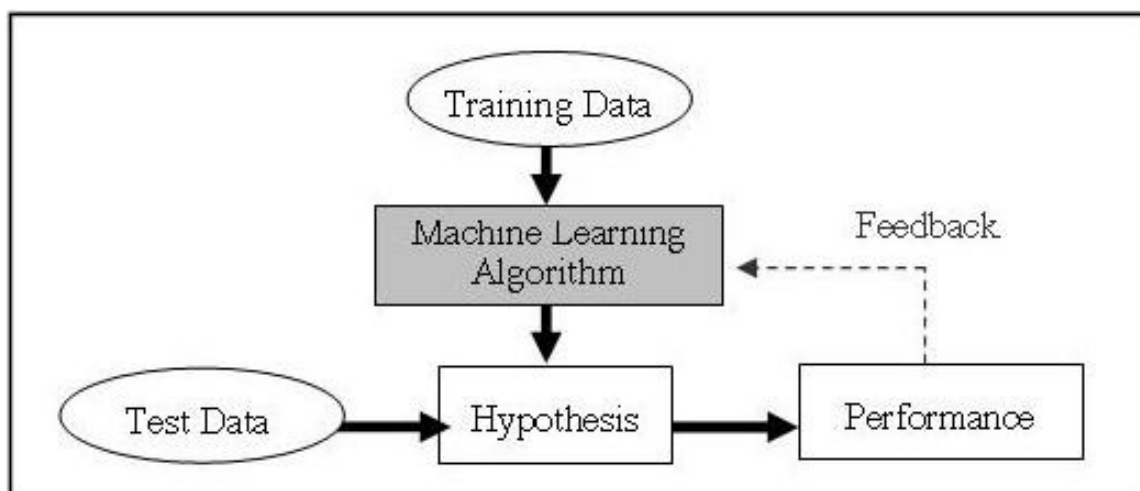 Training Data
Machine Learning
Algorithm
Feedback
Test Data
Hypothesis
Performance